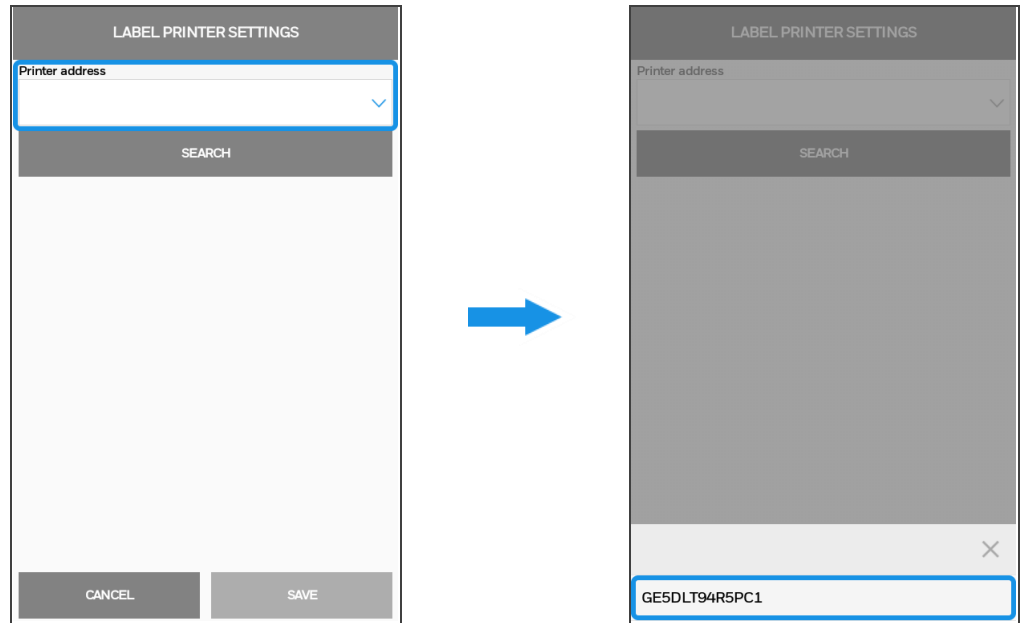 LABEL PRINTER SETTINGS
Printer address
SEARCH
CANCEL
SAVE
LABEL PRINTER SETTINGS
Printer address
SEARCH
GE5DLT94R5PC1